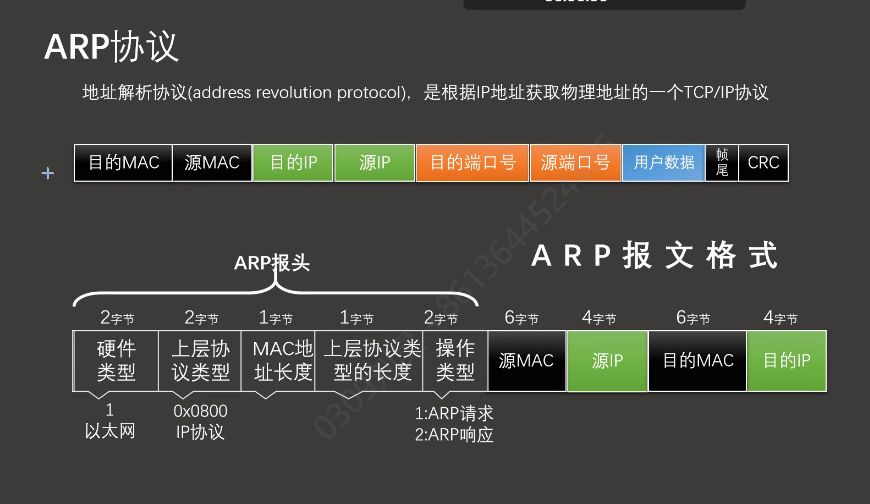 ARP协议
地址解析协议(address revolution protocol)，是根据IP地址获取物理地址的一个TCP/IP协议
+
目的MAC 源MAC 目的IP 源IP 目的端口号 源端口号 用户数据 帧尾 CRC
ARP报文格式
ARP报头
2字节 2字节 1字节 1字节 2字节 6字节 4字节 6字节 4字节
硬件 上层协 MAC地 上层协议类 操作
类型 议类型 址长度 型的长度 类型
源MAC 源IP 目的MAC 目的IP
1 0x0800 1:ARP请求
以太网 IP协议 2:ARP响应